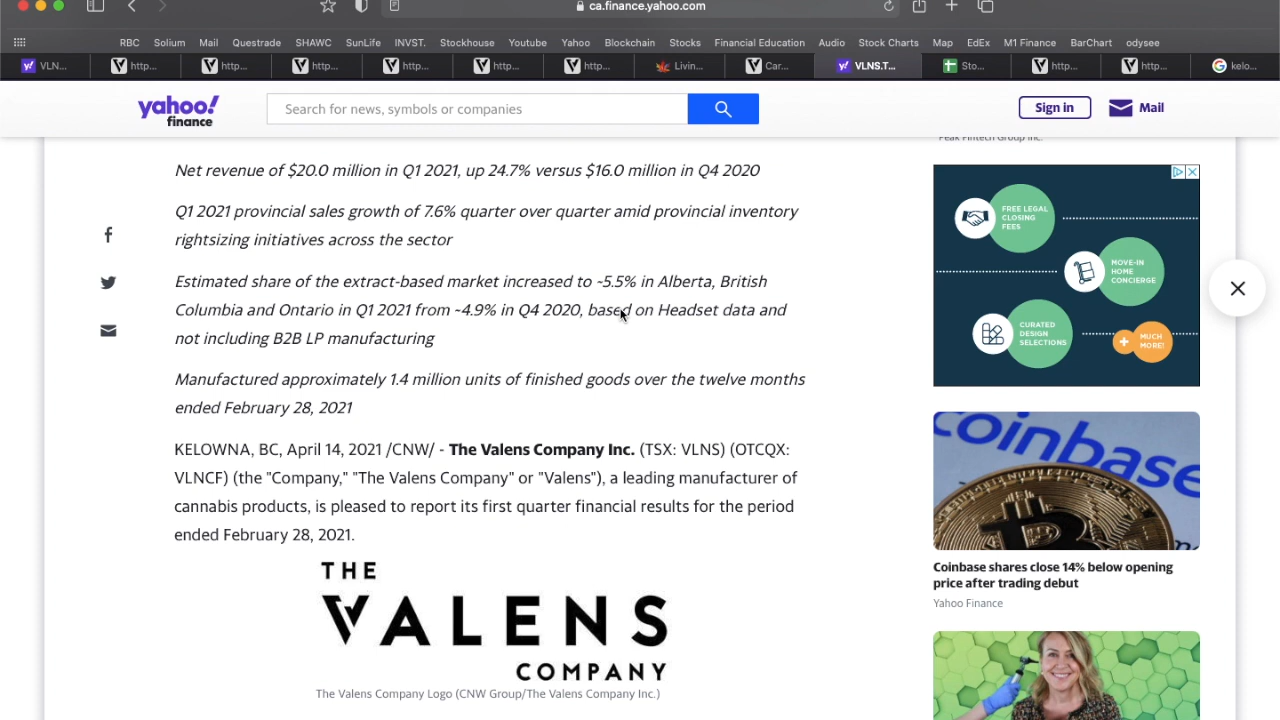 ca.finance.yahoo.com
RBC Solium Mail Questrade SHAWC SunLife INVST. Stockhouse Youtube Yahoo Blockchain Stocks Financial Education Audio Stock Charts Map EdEx M1 Finance BarChart odysee
VLN... http... http... http... http... http... http... Livin... Car... VLNS.T... Sto... http... http... kelo...
yahoo!
finance
Search for news, symbols or companies
Sign in
Mail
Peak Fintech Group Inc.
Net revenue of $20.0 million in Q1 2021, up 24.7% versus $16.0 million in Q4 2020
Q1 2021 provincial sales growth of 7.6% quarter over quarter amid provincial inventory
rightsizing initiatives across the sector
Estimated share of the extract-based market increased to ~5.5% in Alberta, British
Columbia and Ontario in Q1 2021 from ~4.9% in Q4 2020, based on Headset data and
not including B2B LP manufacturing
Manufactured approximately 1.4 million units of finished goods over the twelve months
ended February 28, 2021
KELOWNA, BC, April 14, 2021 /CNW/ - The Valens Company Inc. (TSX: VLNS) (OTCQX:
VLNCF) (the "Company," "The Valens Company" or "Valens"), a leading manufacturer of
cannabis products, is pleased to report its first quarter financial results for the period
ended February 28, 2021.
THE
VALENS
COMPANY
The Valens Company Logo (CNW Group/The Valens Company Inc.)
FREE LEGAL
CLOSING
FEES
MOVE-IN
HOME
CONCIERGE
CURATED
DESIGN
SELECTIONS
MUCH
MORE!
coinbase
Coinbase shares close 14% below opening
price after trading debut
Yahoo Finance